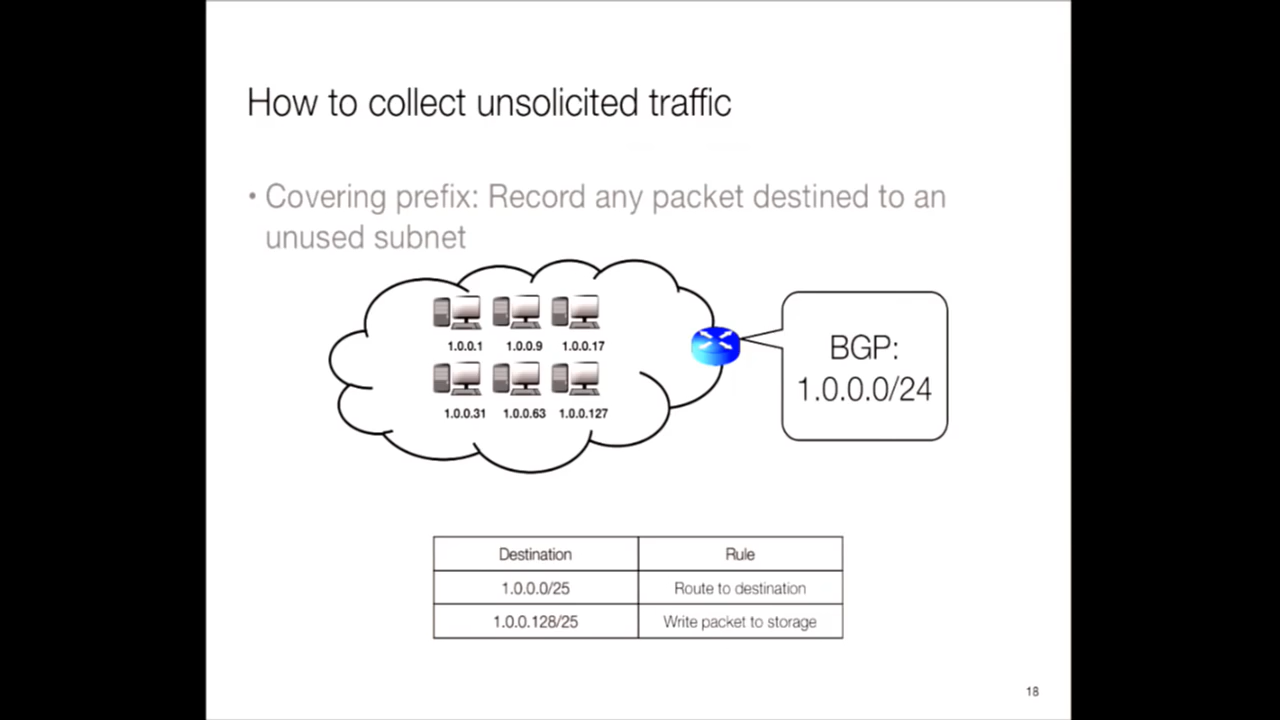 How to collect unsolicited traffic
• Covering prefix: Record any packet destined to an
unused subnet
1.0.0.1 1.0.0.9 1.0.0.17
1.0.0.31 1.0.0.63 1.0.0.127
BGP:
1.0.0.0/24
Destination Rule
1.0.0.0/25 Route to destination
1.0.0.128/25 Write packet to storage
18